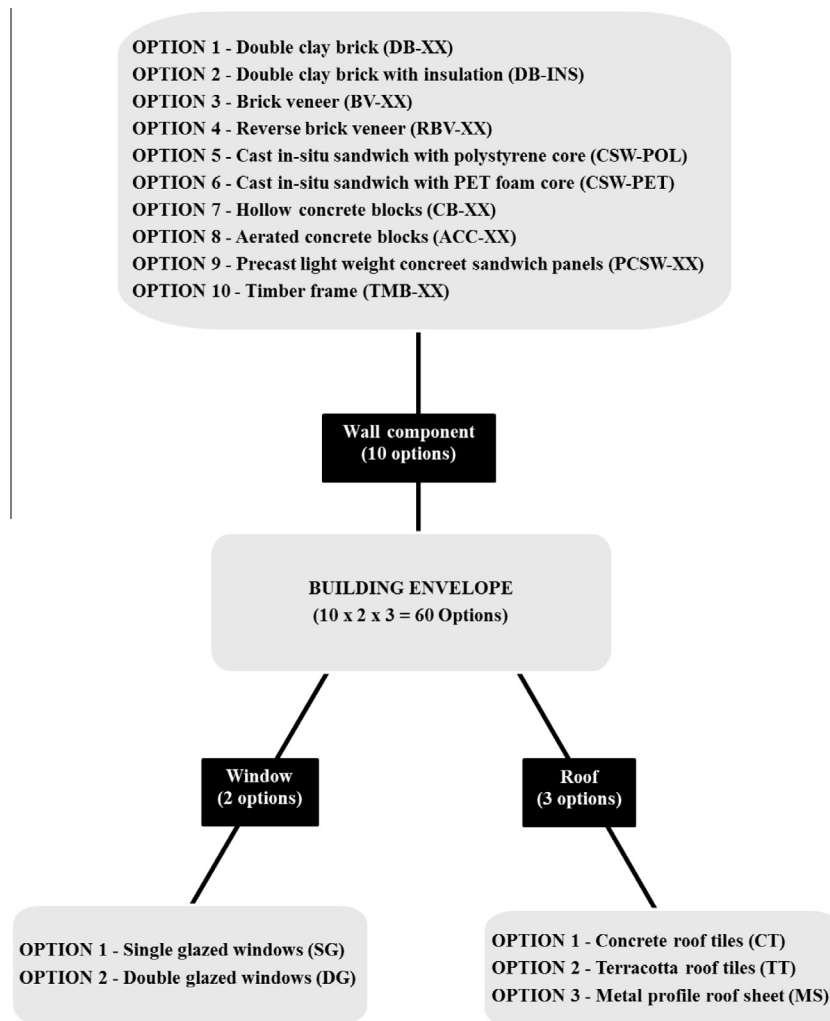 OPTION 1 - Double clay brick (DB-XX)
OPTION 2 - Double clay brick with insulation (DB-INS)
OPTION 3 - Brick veneer (BV-XX)
OPTION 4 - Reverse brick veneer (RBV-XX)
OPTION 5 - Cast in-situ sandwich with polystyrene core (CSW-POL)
OPTION 6 - Cast in-situ sandwich with PET foam core (CSW-PET)
OPTION 7 - Hollow concrete blocks (CB-XX)
OPTION 8 - Aerated concrete blocks (ACC-XX)
OPTION 9 - Precast light weight concreet sandwich panels (PCSW-XX)
OPTION 10 - Timber frame (TMB-XX)
Wall component
(10 options)
BUILDING ENVELOPE
(10 x 2 x 3 = 60 Options)
Window
(2 options)
Roof
(3 options)
OPTION 1 - Single glazed windows (SG)
OPTION 2 - Double glazed windows (DG)
OPTION 1 - Concrete roof tiles (CT)
OPTION 2 - Terracotta roof tiles (TT)
OPTION 3 - Metal profile roof sheet (MS)